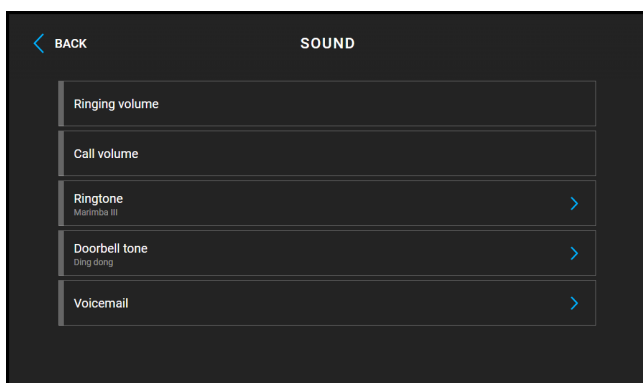 BACK
SOUND
Ringing volume
Call volume
Ringtone
Marimba III
Doorbell tone
Ding dong
Voicemail